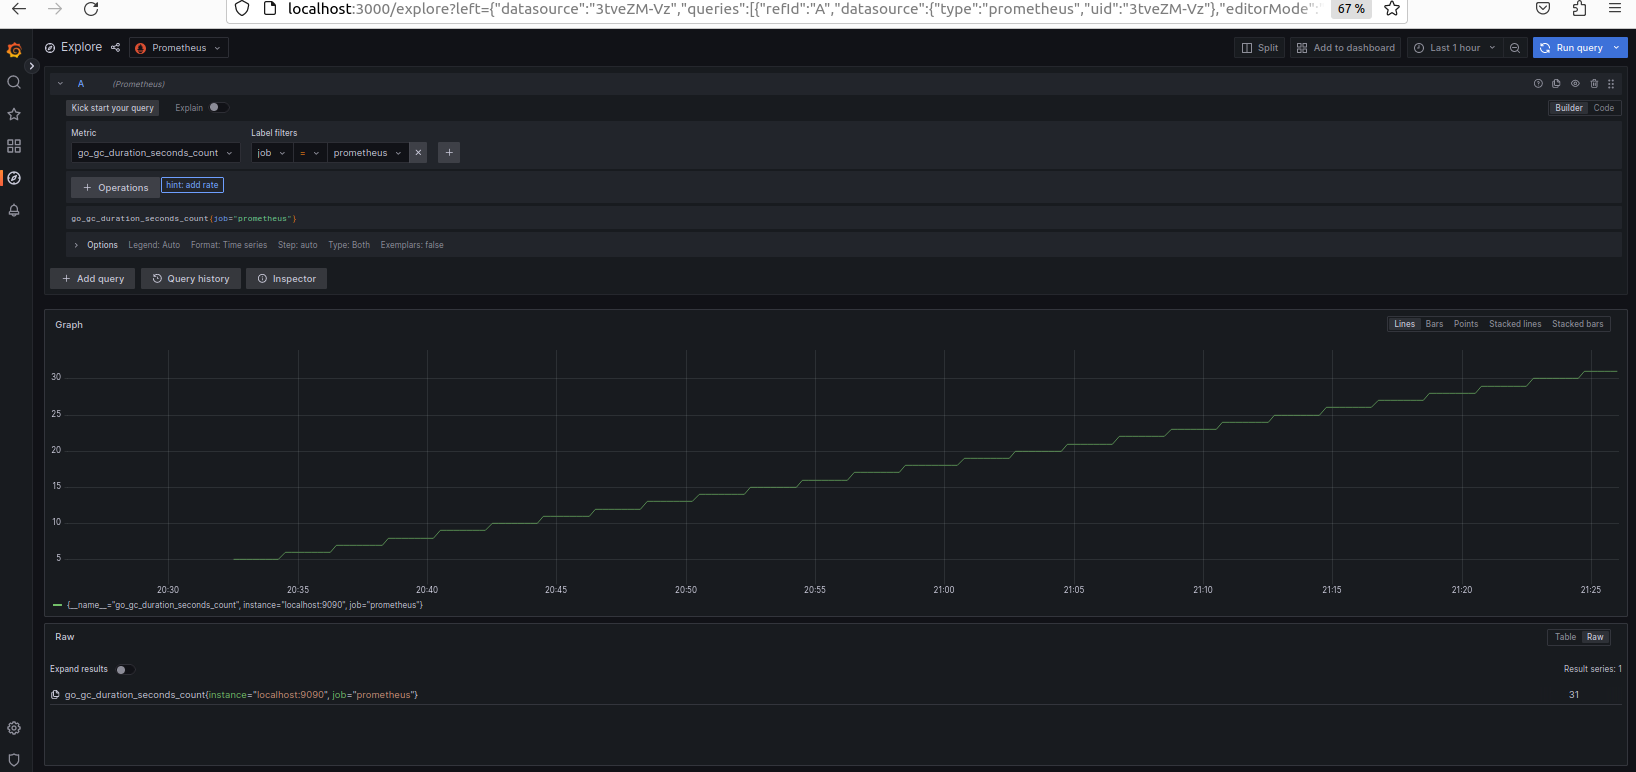 localhost:3000/explore?left={"datasource":"3tveZM-Vz","queries":[{"refId":"A","datasource":{"type":"prometheus","uid":"3tveZM-Vz"},"editorMode":
67 %
Explore
Prometheus
Split
Add to dashboard
Last 1 hour
Run query
A
(Prometheus)
Kick start your query
Explain
Builder
Code
Metric
Label filters
go_gc_duration_seconds_count
job
=
prometheus
×
+
+ Operations
hint: add rate
go_gc_duration_seconds_count{job="prometheus"}
Options Legend: Auto Format: Time series Step: auto Type: Both Exemplars: false
+ Add query
Query history
Inspector
Graph
Lines Bars Points Stacked lines Stacked bars
30
25
20
15
10
5
20:30 20:35 20:40 20:45 20:50 20:55 21:00 21:05 21:10 21:15 21:20 21:25
{__name__="go_gc_duration_seconds_count", instance="localhost:9090", job="prometheus"}
Raw
Table Raw
Expand results
Result series: 1
go_gc_duration_seconds_count{instance="localhost:9090", job="prometheus"}
31